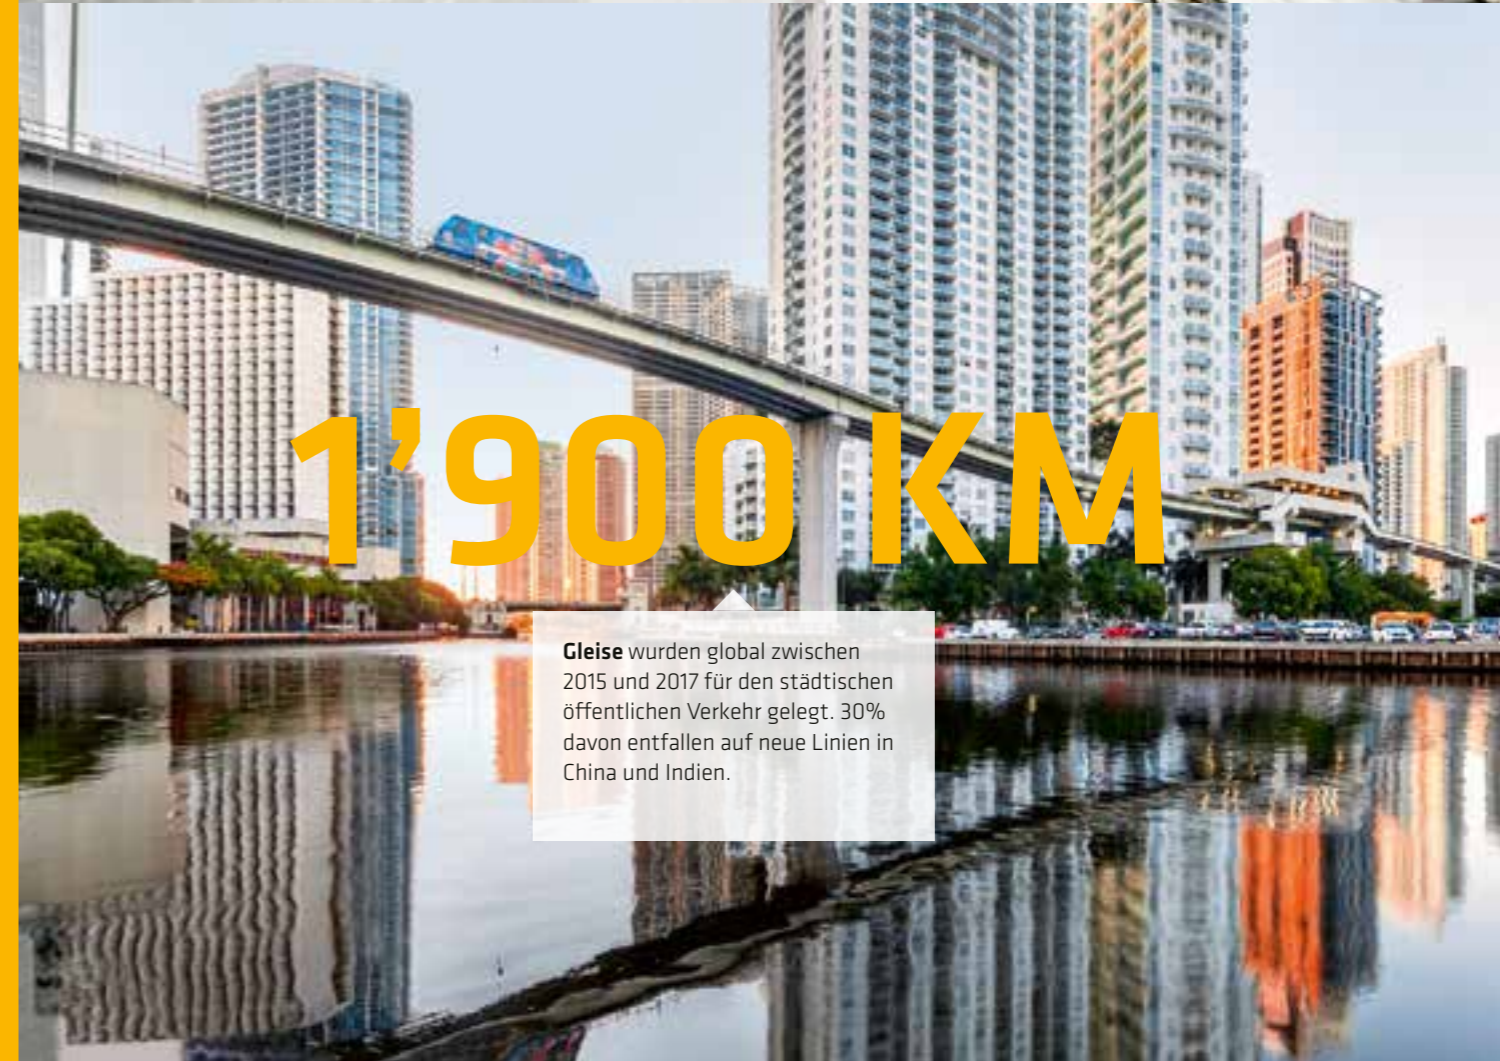 1’900 KM
Gleise wurden global zwischen
2015 und 2017 für den städtischen
öffentlichen Verkehr gelegt. 30%
davon entfallen auf neue Linien in
China und Indien.